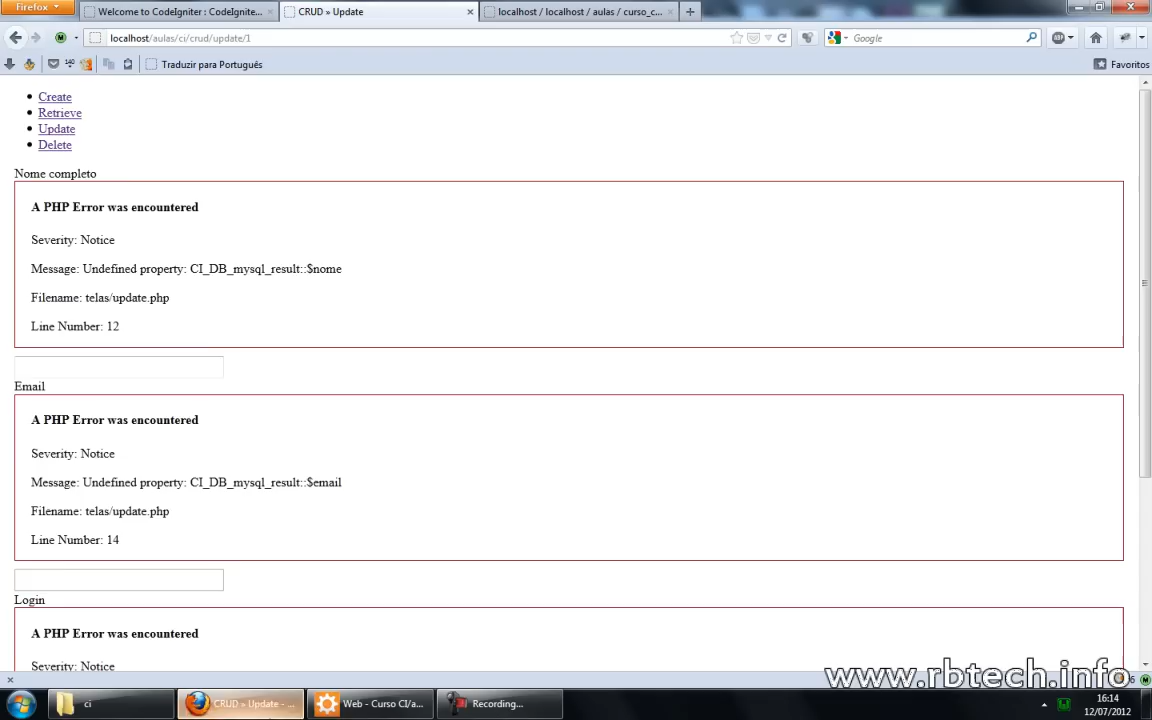 Firefox
Welcome to CodeIgniter : CodeIgnite...
CRUD » Update
localhost / localhost / aulas / curso_c...
localhost/aulas/ci/crud/update/1
Google
ABP
140
Traduzir para Português
Favoritos
Create
Retrieve
Update
Delete
Nome completo
A PHP Error was encountered
Severity: Notice
Message: Undefined property: CI_DB_mysql_result::$nome
Filename: telas/update.php
Line Number: 12
Email
A PHP Error was encountered
Severity: Notice
Message: Undefined property: CI_DB_mysql_result::$email
Filename: telas/update.php
Line Number: 14
Login
A PHP Error was encountered
Severity: Notice
www.rbtech.info
ci
CRUD » Update - ...
Web - Curso CI/a...
Recording...
16:14
12/07/2012